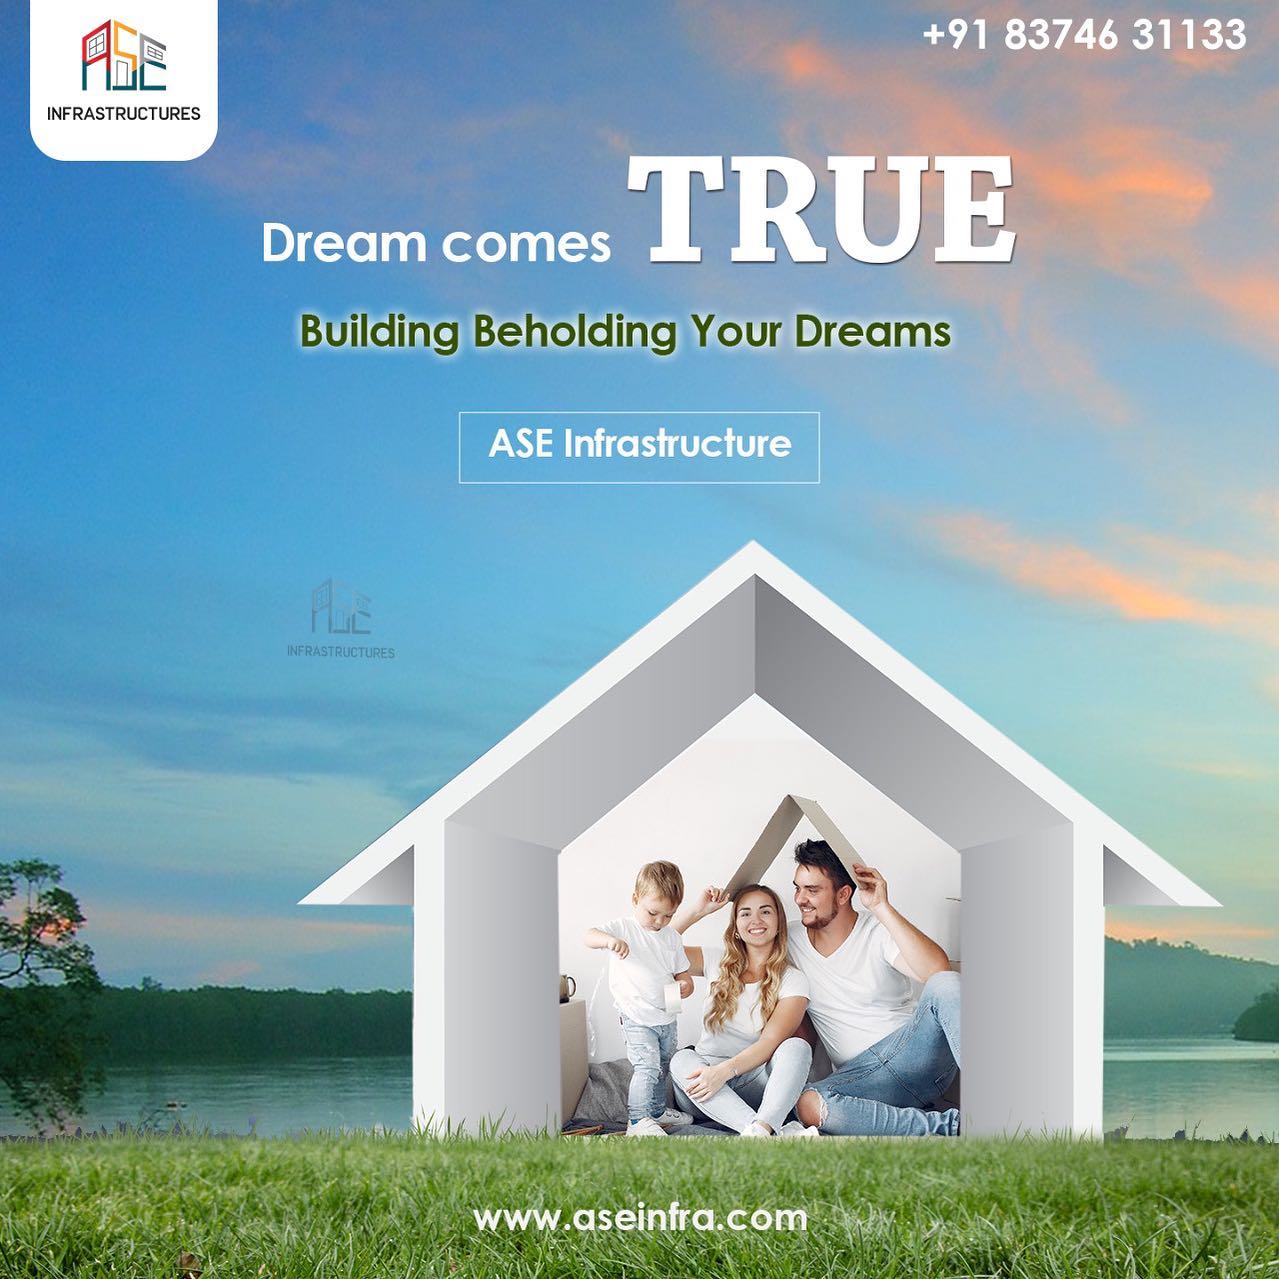 ASE
INFRASTRUCTURES
+91 83746 31133
Dream comes TRUE
Building Beholding Your Dreams
ASE Infrastructure
ASE
INFRASTRUCTURES
www.aseinfra.com